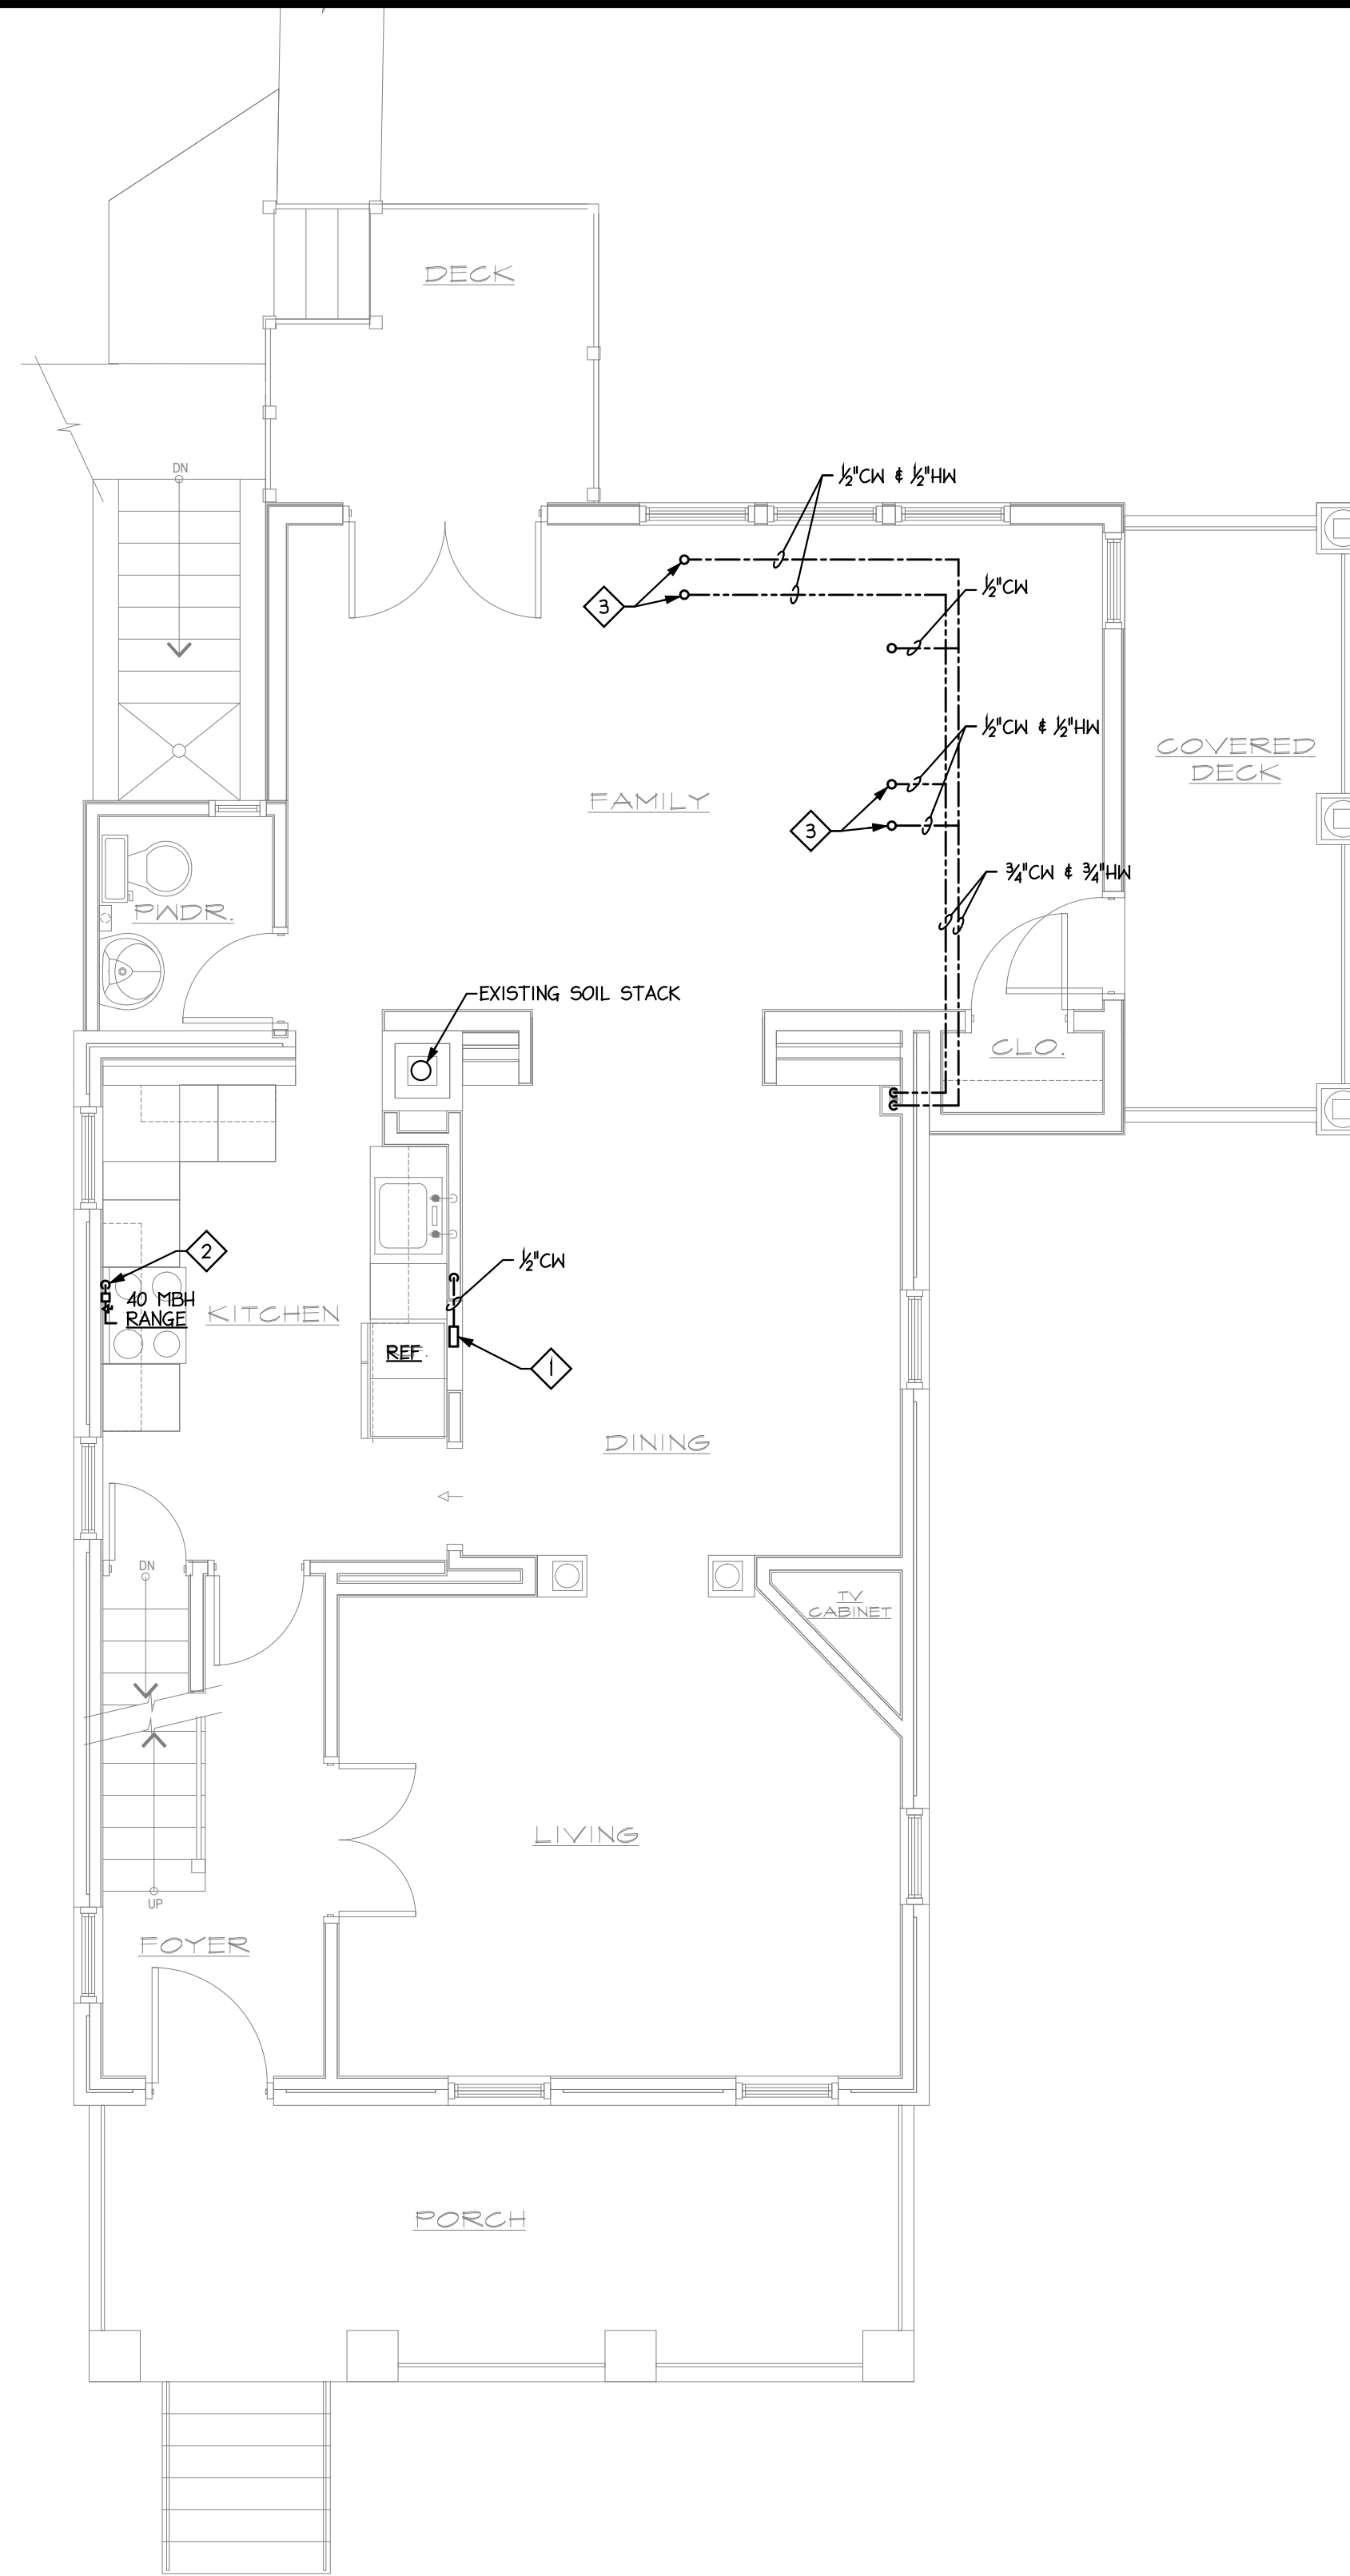 DECK
DN
½"CW & ½"HW
3
½"CW
½"CW & ½"HW
COVERED
DECK
FAMILY
3
¾"CW & ¾"HW
PWDR.
EXISTING SOIL STACK
CLO.
2
½"CW
40 MBH
RANGE
KITCHEN
REF.
1
DINING
DN
TV
CABINET
LIVING
UP
FOYER
PORCH